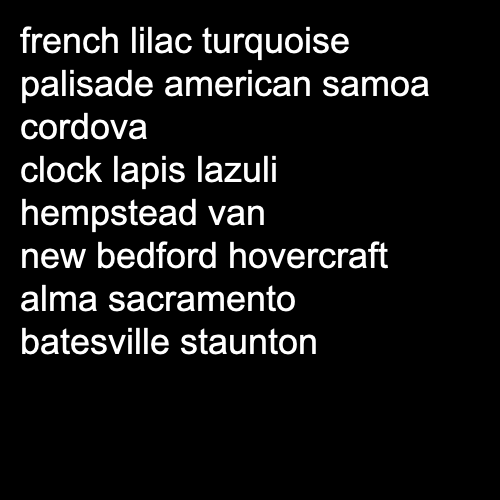 french lilac turquoise
palisade american samoa
cordova
clock lapis lazuli
hempstead van
new bedford hovercraft
alma sacramento
batesville staunton